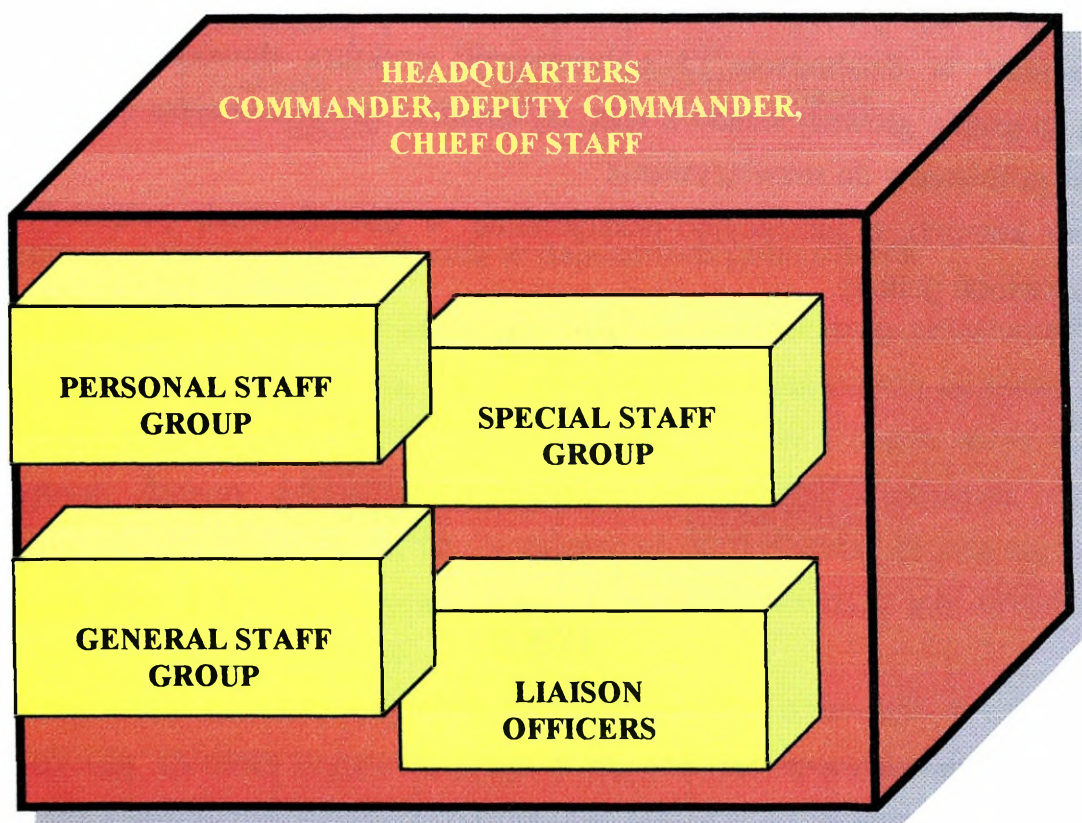 HEADQUARTERS
COMMANDER, DEPUTY COMMANDER,
CHIEF OF STAFF
PERSONAL STAFF
GROUP
SPECIAL STAFF
GROUP
GENERAL STAFF
GROUP
LIAISON
OFFICERS